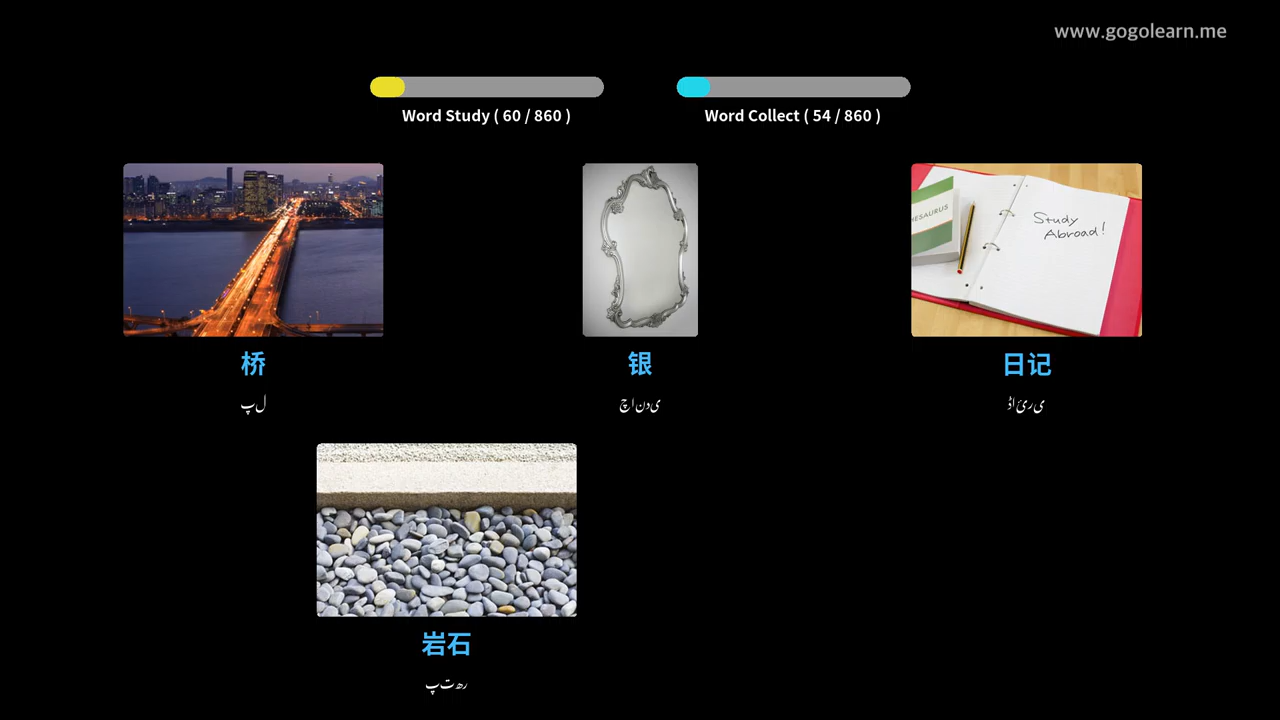 www.gogolearn.me
Word Study ( 60 / 860 )
Word Collect ( 54 / 860 )
HESAURUS
Study
Abroad!
桥
银
日记
پل
چاندی
ڈائری
岩石
پتھر